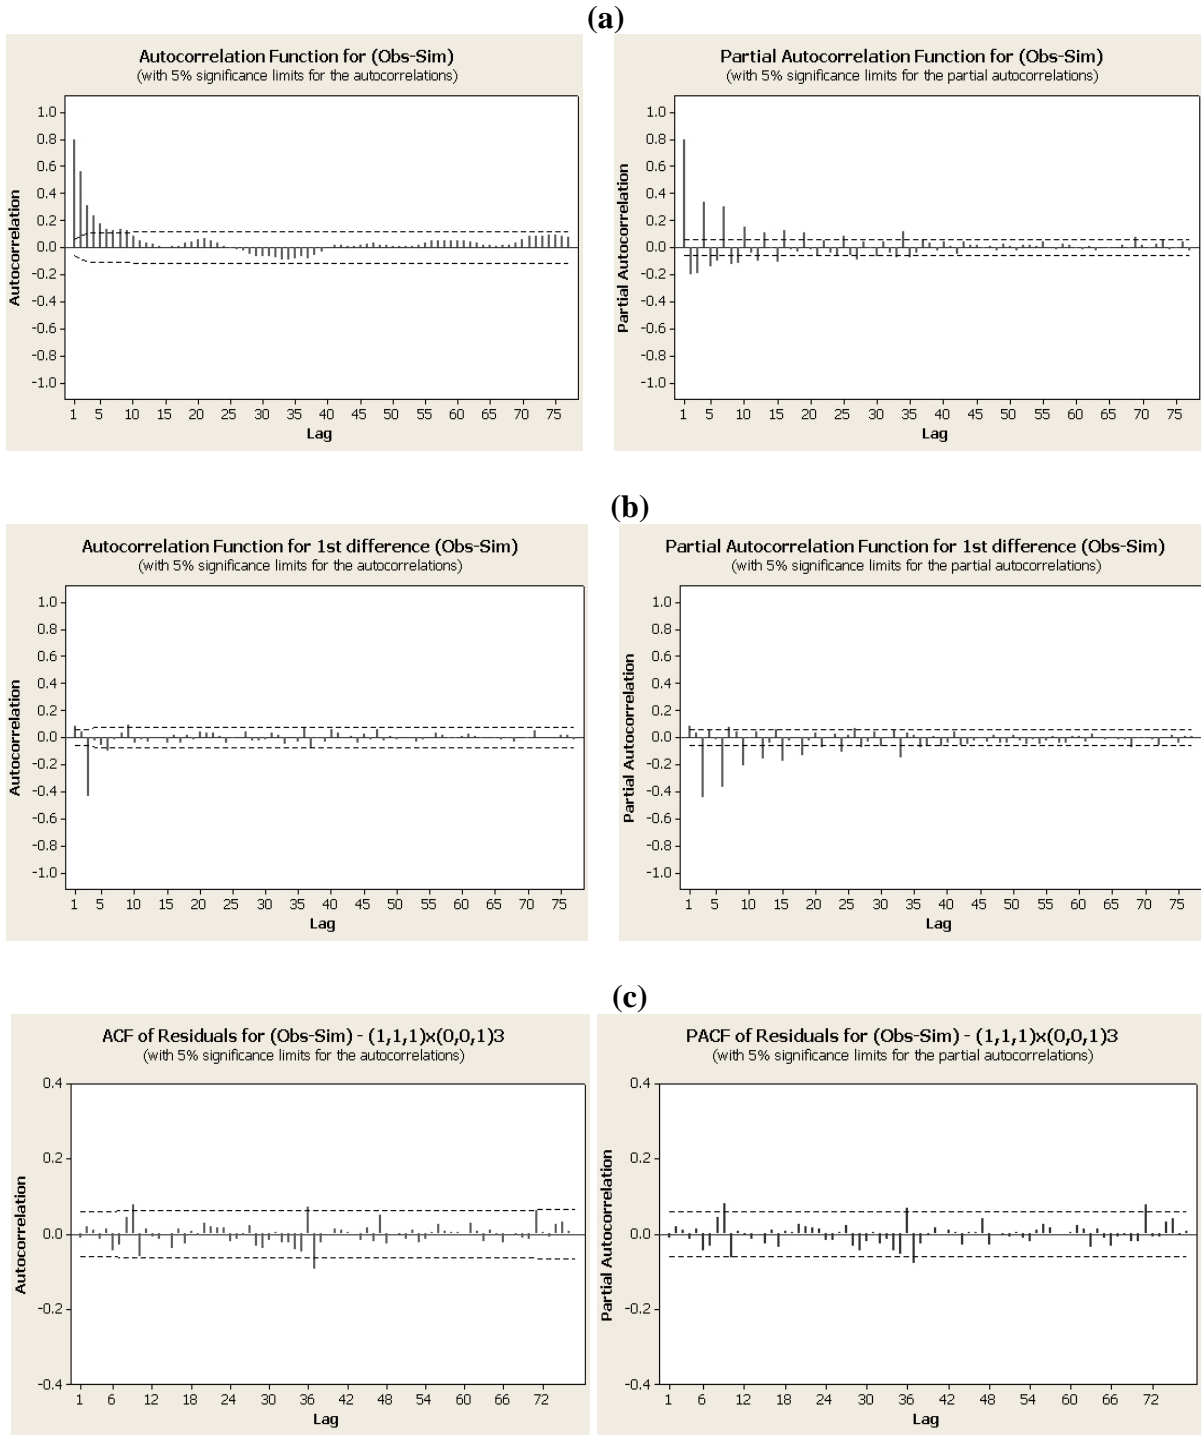 (a)
Autocorrelation Function for (Obs-Sim)
(with 5% significance limits for the autocorrelations)
1.0
0.8
0.6
0.4
0.2
0.0
-0.2
-0.4
-0.6
-0.8
-1.0
Autocorrelation
1 5 10 15 20 25 30 35 40 45 50 55 60 65 70 75
Lag
Partial Autocorrelation Function for (Obs-Sim)
(with 5% significance limits for the partial autocorrelations)
1.0
0.8
0.6
0.4
0.2
0.0
-0.2
-0.4
-0.6
-0.8
-1.0
Partial Autocorrelation
1 5 10 15 20 25 30 35 40 45 50 55 60 65 70 75
Lag
(b)
Autocorrelation Function for 1st difference (Obs-Sim)
(with 5% significance limits for the autocorrelations)
1.0
0.8
0.6
0.4
0.2
0.0
-0.2
-0.4
-0.6
-0.8
-1.0
Autocorrelation
1 5 10 15 20 25 30 35 40 45 50 55 60 65 70 75
Lag
Partial Autocorrelation Function for 1st difference (Obs-Sim)
(with 5% significance limits for the partial autocorrelations)
1.0
0.8
0.6
0.4
0.2
0.0
-0.2
-0.4
-0.6
-0.8
-1.0
Partial Autocorrelation
1 5 10 15 20 25 30 35 40 45 50 55 60 65 70 75
Lag
(c)
ACF of Residuals for (Obs-Sim) - (1,1,1)x(0,0,1)3
(with 5% significance limits for the autocorrelations)
0.4
0.2
0.0
-0.2
-0.4
Autocorrelation
1 6 12 18 24 30 36 42 48 54 60 66 72
Lag
PACF of Residuals for (Obs-Sim) - (1,1,1)x(0,0,1)3
(with 5% significance limits for the partial autocorrelations)
0.4
0.2
0.0
-0.2
-0.4
Partial Autocorrelation
1 6 12 18 24 30 36 42 48 54 60 66 72
Lag